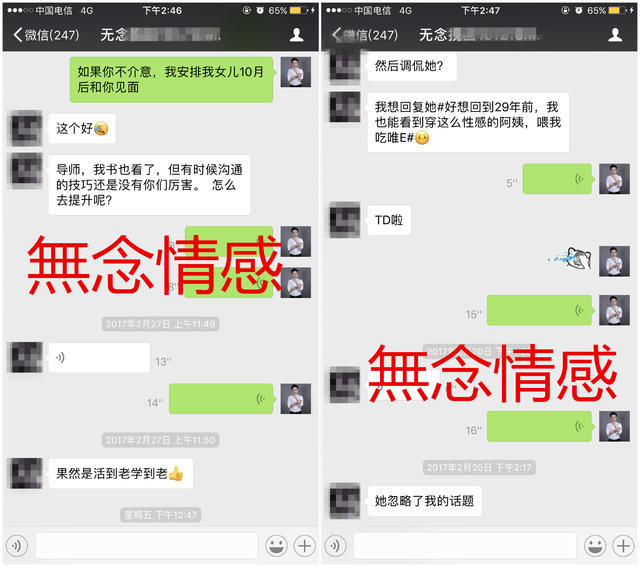 中国电信 4G 下午2:46 65%
微信(247) 无念
如果你不介意，我安排我女儿10月
后和你见面
这个好
导师，我书也看了，但有时候沟通
的技巧还是没有你们厉害。 怎么
去提升呢？
8"
無念情感
2017年2月27日 上午11:49
13"
14"
2017年2月27日 上午11:50
果然是活到老学到老
星期五 下午12:47
中国电信 4G 下午2:47 65%
微信(247) 无念
然后调侃她？
我想回复她#好想回到29年前，我
也能看到穿这么性感的阿姨，喂我
吃唯E#
5"
TD啦
15"
無念情感
16"
2017年2月20日 下午2:17
她忽略了我的话题